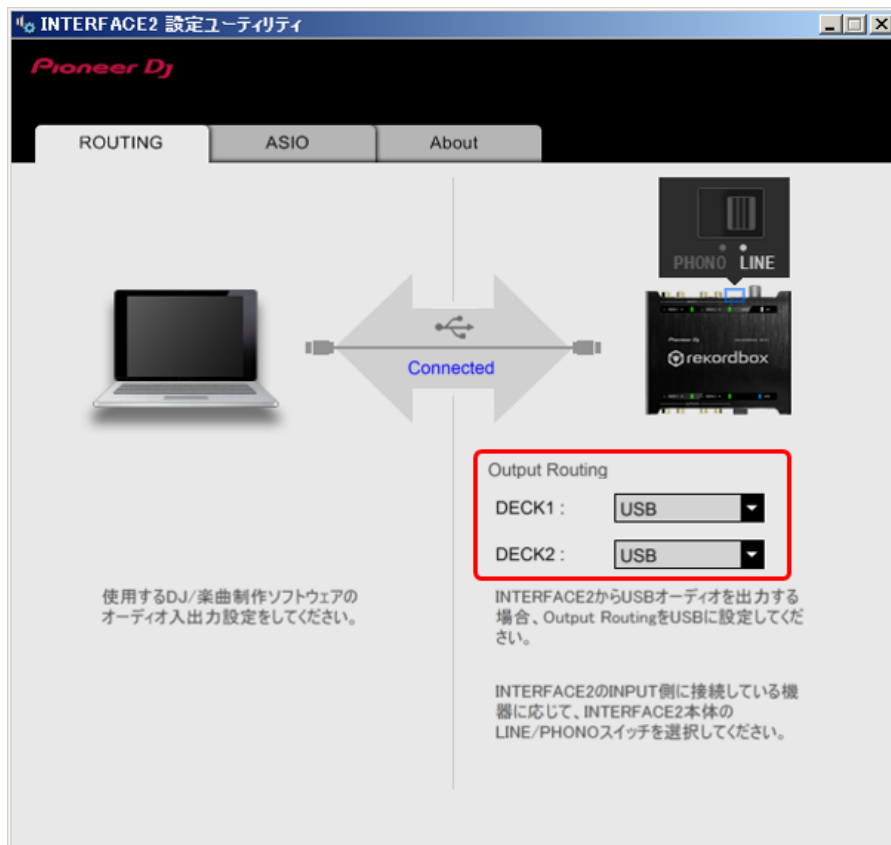 INTERFACE2 設定ユーティリティ
Pioneer Dj
ROUTING
ASIO
About
PHONO LINE
rekordbox
Connected
Output Routing
DECK1 :
USB
DECK2 :
USB
使用するDJ/楽曲制作ソフトウェアの
オーディオ入出力設定をしてください。
INTERFACE2からUSBオーディオを出力する
場合、Output RoutingをUSBに設定してくだ
さい。
INTERFACE2のINPUT側に接続している機
器に応じて、INTERFACE2本体の
LINE/PHONOスイッチを選択してください。